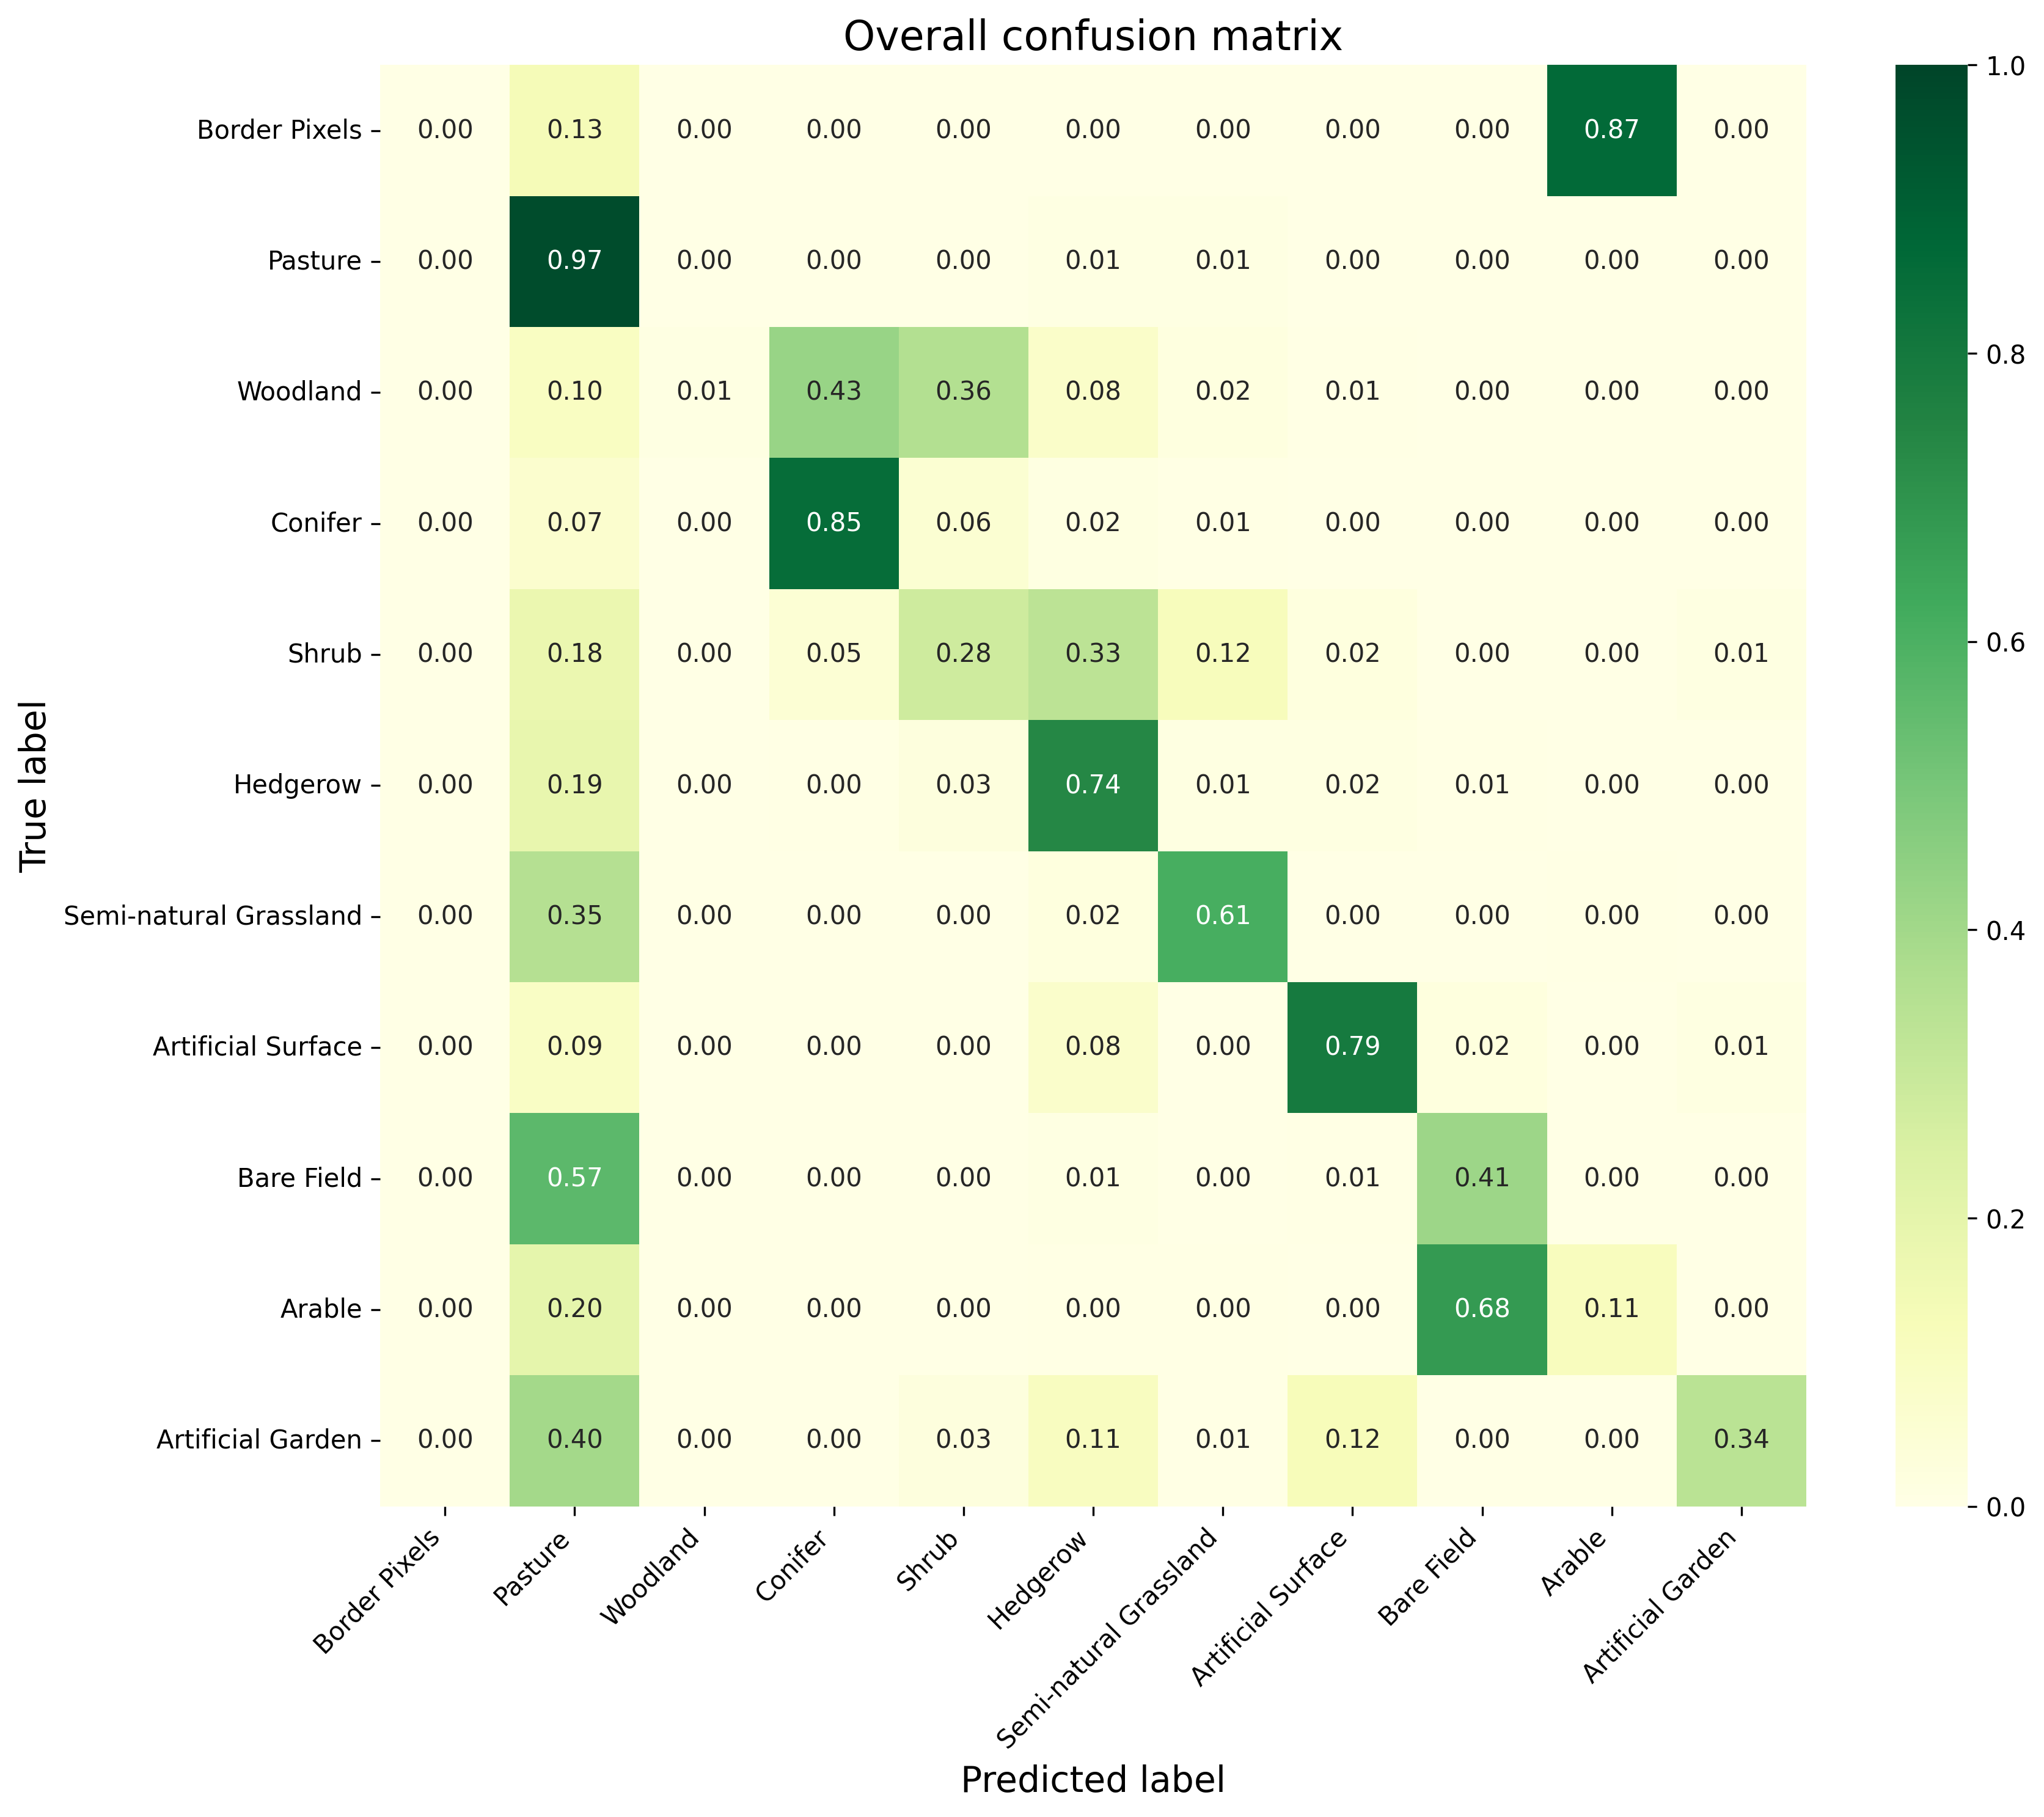 Overall confusion matrix
Border Pixels 0.00 0.13 0.00 0.00 0.00 0.00 0.00 0.00 0.00 0.87 0.00
Pasture 0.00 0.97 0.00 0.00 0.00 0.01 0.01 0.00 0.00 0.00 0.00
Woodland 0.00 0.10 0.01 0.43 0.36 0.08 0.02 0.01 0.00 0.00 0.00
Conifer 0.00 0.07 0.00 0.85 0.06 0.02 0.01 0.00 0.00 0.00 0.00
Shrub 0.00 0.18 0.00 0.05 0.28 0.33 0.12 0.02 0.00 0.00 0.01
Hedgerow 0.00 0.19 0.00 0.00 0.03 0.74 0.01 0.02 0.01 0.00 0.00
Semi-natural Grassland 0.00 0.35 0.00 0.00 0.00 0.02 0.61 0.00 0.00 0.00 0.00
Artificial Surface 0.00 0.09 0.00 0.00 0.00 0.08 0.00 0.79 0.02 0.00 0.01
Bare Field 0.00 0.57 0.00 0.00 0.00 0.01 0.00 0.01 0.41 0.00 0.00
Arable 0.00 0.20 0.00 0.00 0.00 0.00 0.00 0.00 0.68 0.11 0.00
Artificial Garden 0.00 0.40 0.00 0.00 0.03 0.11 0.01 0.12 0.00 0.00 0.34
True label
Border Pixels
Pasture
Woodland
Conifer
Shrub
Hedgerow
Semi-natural Grassland
Artificial Surface
Bare Field
Arable
Artificial Garden
Predicted label
1.0
0.8
0.6
0.4
0.2
0.0